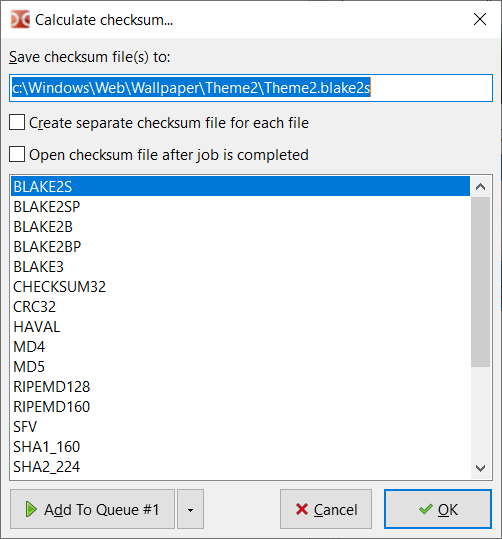 Calculate checksum...
Save checksum file(s) to:
c:\Windows\Web\Wallpaper\Theme2\Theme2.blake2s
Create separate checksum file for each file
Open checksum file after job is completed
BLAKE2S
BLAKE2SP
BLAKE2B
BLAKE2BP
BLAKE3
CHECKSUM32
CRC32
HAVAL
MD4
MD5
RIPEMD128
RIPEMD160
SFV
SHA1_160
SHA2_224
Add To Queue #1
Cancel
OK